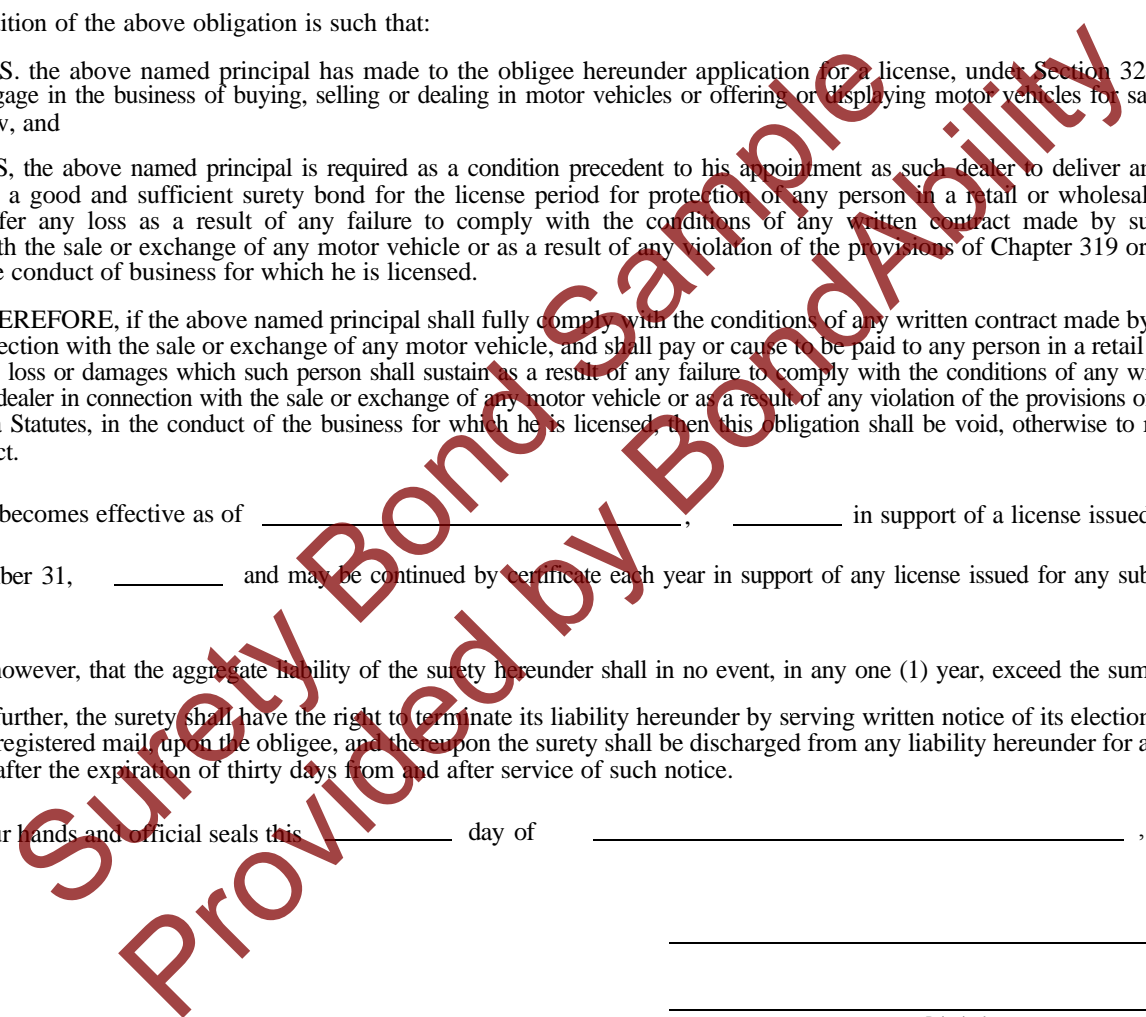 ition of the above obligation is such that:
S. the above named principal has made to the obligee hereunder application for a license, under Section 32
gage in the business of buying, selling or dealing in motor vehicles or offering or displaying motor vehicles for sa
w, and
S, the above named principal is required as a condition precedent to his appointment as such dealer to deliver an
a good and sufficient surety bond for the license period for protection of any person in a retail or wholesal
fer any loss as a result of any failure to comply with the conditions of any written contract made by su
th the sale or exchange of any motor vehicle or as a result of any violation of the provisions of Chapter 319 or
e conduct of business for which he is licensed.
EREFORE, if the above named principal shall fully comply with the conditions of any written contract made by
ection with the sale or exchange of any motor vehicle, and shall pay or cause to be paid to any person in a retail
loss or damages which such person shall sustain as a result of any failure to comply with the conditions of any w
dealer in connection with the sale or exchange of any motor vehicle or as a result of any violation of the provisions o
a Statutes, in the conduct of the business for which he is licensed, then this obligation shall be void, otherwise to r
ct.
becomes effective as of ____________, ______ in support of a license issued
ber 31, ______ and may be continued by certificate each year in support of any license issued for any sub
however, that the aggregate liability of the surety hereunder shall in no event, in any one (1) year, exceed the sum
further, the surety shall have the right to terminate its liability hereunder by serving written notice of its election
registered mail, upon the obligee, and thereupon the surety shall be discharged from any liability hereunder for a
after the expiration of thirty days from and after service of such notice.
ur hands and official seals this ______ day of ____________ ,
Surety Bond Sample
Provided by BondAbility